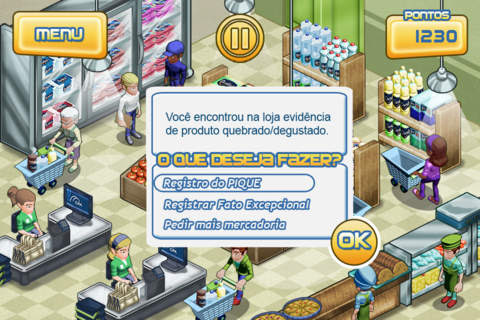 MENU
PONTOS
1230
Você encontrou na loja evidência
de produto quebrado/degustado.
O QUE DESEJA FAZER?
Registro do PIQUE
Registrar Fato Excepcional
Pedir mais mercadoria
OK